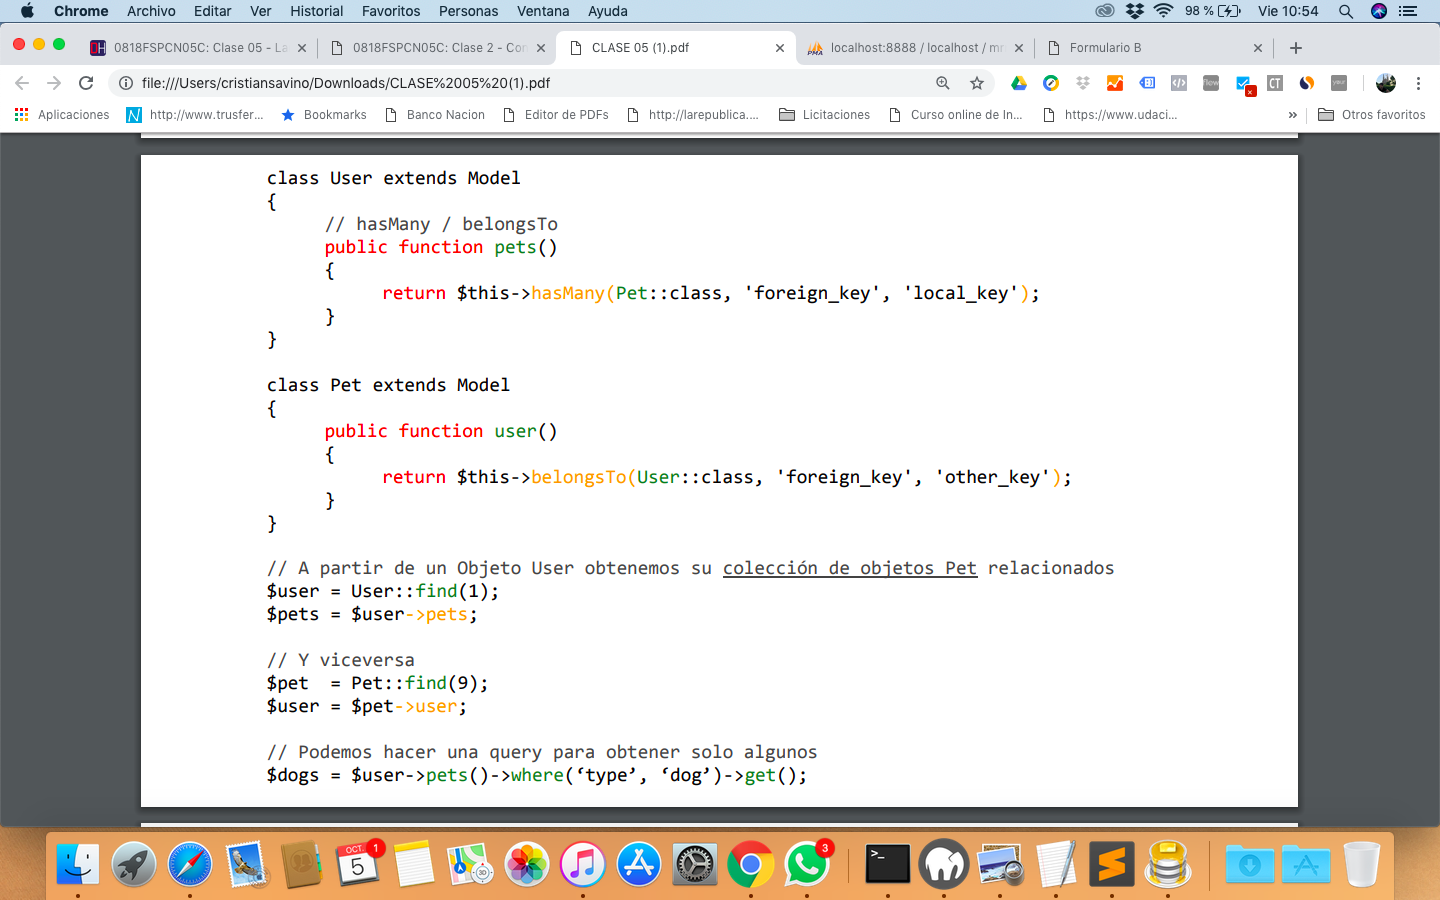 Chrome Archivo Editar Ver Historial Favoritos Personas Ventana Ayuda 98 % Vie 10:54
0818FSPCN05C: Clase 05 - La
0818FSPCN05C: Clase 2 - Con
CLASE 05 (1).pdf
localhost:8888 / localhost / m
Formulario B
file:///Users/cristiansavino/Downloads/CLASE%2005%20(1).pdf
Aplicaciones http://www.trusfer... Bookmarks Banco Nacion Editor de PDFs http://larepublica.... Licitaciones Curso online de In... https://www.udaci... » Otros favoritos
class User extends Model
{
// hasMany / belongsTo
public function pets()
{
return $this->hasMany(Pet::class, 'foreign_key', 'local_key');
}
}
class Pet extends Model
{
public function user()
{
return $this->belongsTo(User::class, 'foreign_key', 'other_key');
}
}
// A partir de un Objeto User obtenemos su colección de objetos Pet relacionados
$user = User::find(1);
$pets = $user->pets;
// Y viceversa
$pet  = Pet::find(9);
$user = $pet->user;
// Podemos hacer una query para obtener solo algunos
$dogs = $user->pets()->where(‘type’, ‘dog’)->get();
OCT.
5
1
3